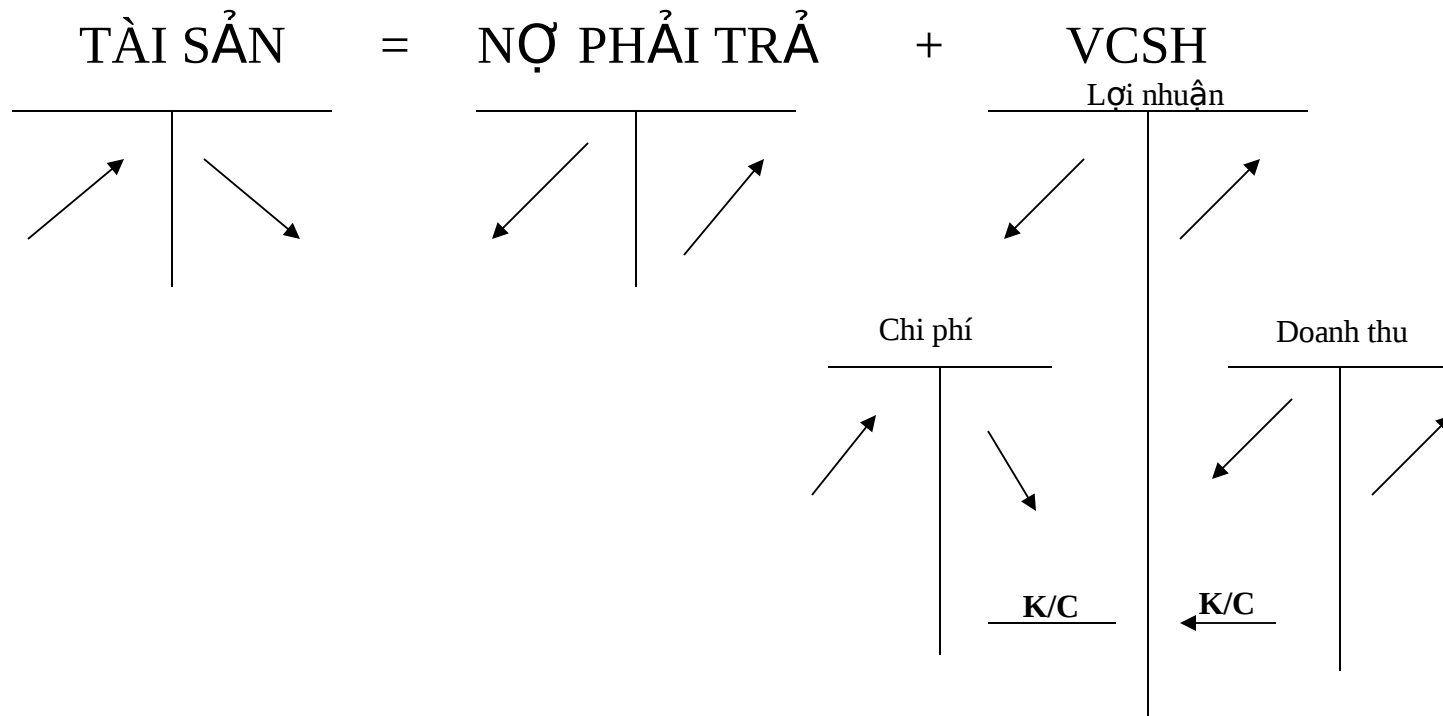 TÀI SẢN = NỢ PHẢI TRẢ + VCSH
Lợi nhuận
Chi phí
Doanh thu
K/C
K/C